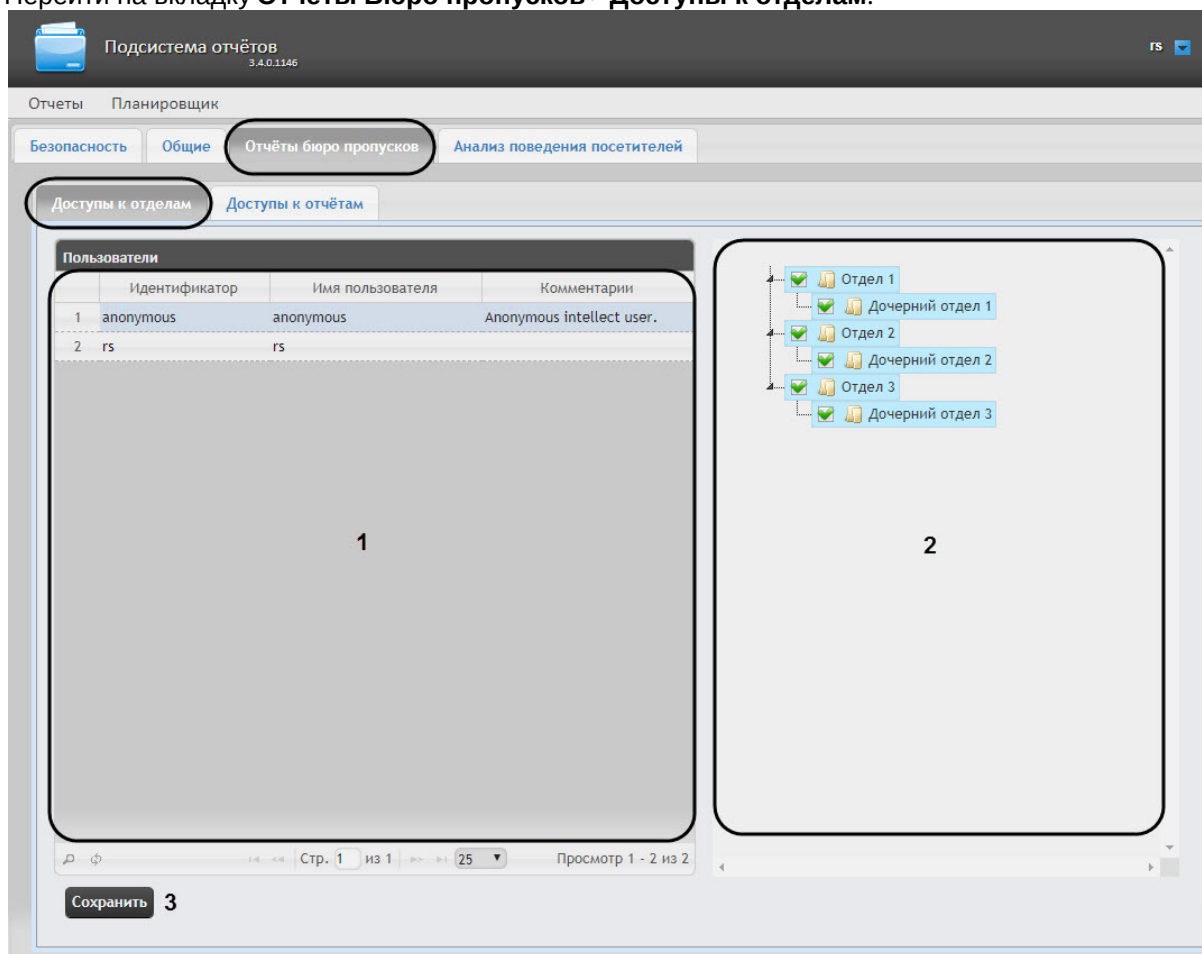 Перейти на вкладку Отчеты Бюро пропусков - Доступы к отделам.
Подсистема отчётов
3.4.0.1146
rs
Отчеты Планировщик
Безопасность Общие Отчёты бюро пропусков Анализ поведения посетителей
Доступы к отделам Доступы к отчётам
Пользователи
Идентификатор Имя пользователя Комментарии
1 anonymous anonymous Anonymous intellect user.
2 rs rs
Отдел 1
Дочерний отдел 1
Отдел 2
Дочерний отдел 2
Отдел 3
Дочерний отдел 3
1
2
Стр. 1 из 1 25 Просмотр 1 - 2 из 2
Сохранить 3